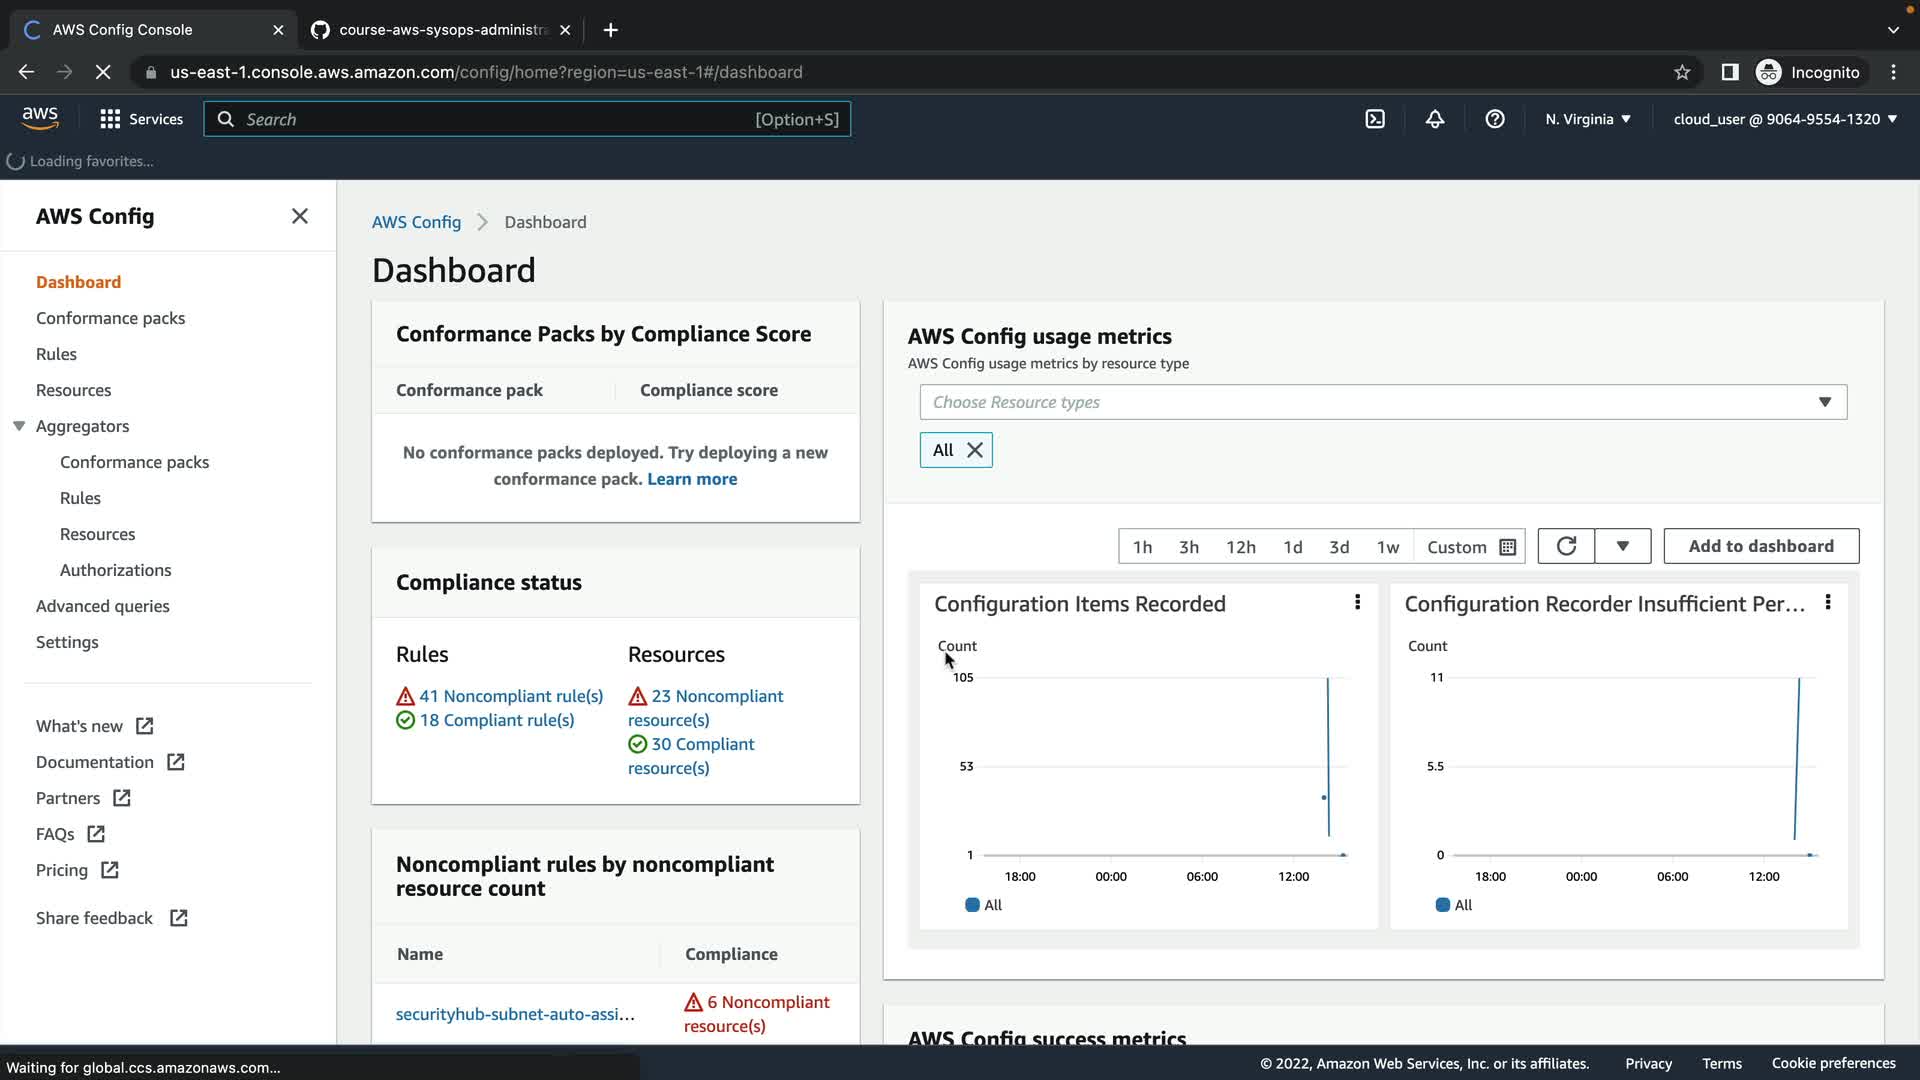 AWS Config Console
course-aws-sysops-administra
us-east-1.console.aws.amazon.com/config/home?region=us-east-1#/dashboard
Incognito
aws
Services
Search
[Option+S]
N. Virginia
cloud_user @ 9064-9554-1320
Loading favorites...
AWS Config
Dashboard
Conformance packs
Rules
Resources
Aggregators
Conformance packs
Rules
Resources
Authorizations
Advanced queries
Settings
What's new
Documentation
Partners
FAQs
Pricing
Share feedback
AWS Config
Dashboard
Dashboard
Conformance Packs by Compliance Score
Conformance pack
Compliance score
No conformance packs deployed. Try deploying a new
conformance pack. Learn more
Compliance status
Rules
41 Noncompliant rule(s)
18 Compliant rule(s)
Resources
23 Noncompliant
resource(s)
30 Compliant
resource(s)
Noncompliant rules by noncompliant
resource count
Name
Compliance
securityhub-subnet-auto-assi...
6 Noncompliant
resource(s)
AWS Config usage metrics
AWS Config usage metrics by resource type
Choose Resource types
All
1h
3h
12h
1d
3d
1w
Custom
Add to dashboard
Configuration Items Recorded
Count
105
53
1
18:00
00:00
06:00
12:00
All
Configuration Recorder Insufficient Per...
Count
11
5.5
0
18:00
00:00
06:00
12:00
All
AWS Config success metrics
Waiting for global.ccs.amazonaws.com...
© 2022, Amazon Web Services, Inc. or its affiliates.
Privacy
Terms
Cookie preferences